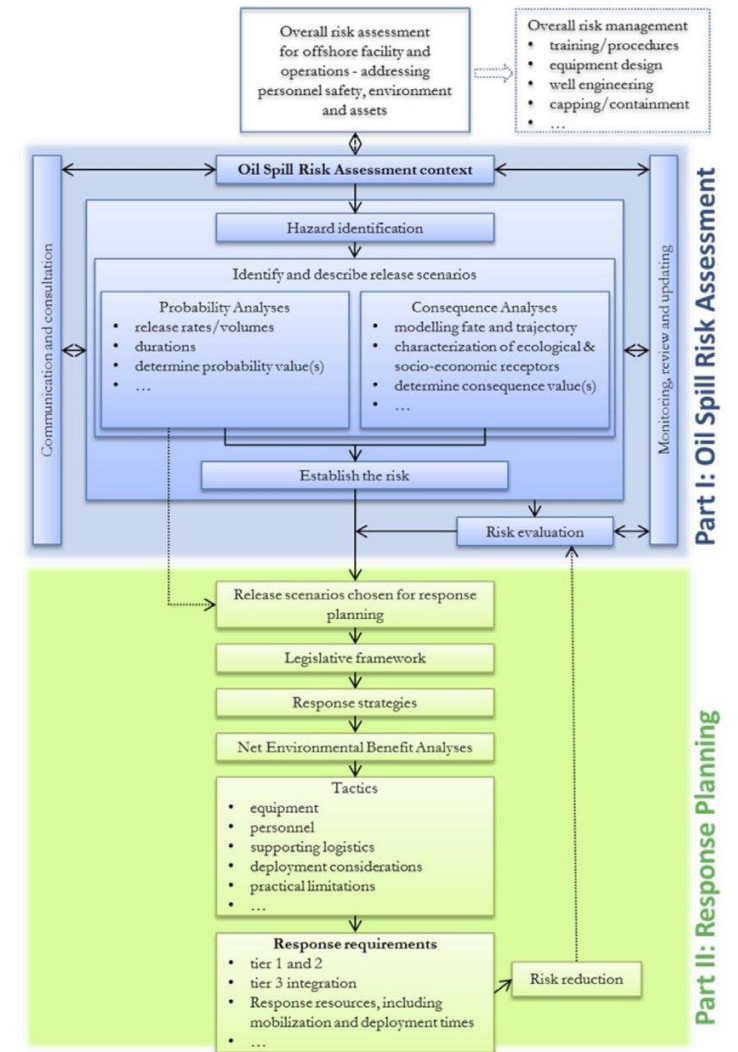 Overall risk assessment
for offshore facility and
operations - addressing
personnel safety, environment
and assets
Overall risk management
• training/procedures
• equipment design
• well engineering
• capping/containment
• …
Oil Spill Risk Assessment context
Communication and consultation
Monitoring, review and updating
Part I: Oil Spill Risk Assessment
Hazard identification
Identify and describe release scenarios
Probability Analyses
• release rates/volumes
• durations
• determine probability value(s)
• …
Consequence Analyses
• modelling fate and trajectory
• characterization of ecological &
socio-economic receptors
• determine consequence value(s)
• …
Establish the risk
Risk evaluation
Release scenarios chosen for response
planning
Legislative framework
Response strategies
Net Environmental Benefit Analyses
Tactics
• equipment
• personnel
• supporting logistics
• deployment considerations
• practical limitations
• …
Response requirements
• tier 1 and 2
• tier 3 integration
• Response resources, including
mobilization and deployment times
• …
Risk reduction
Part II: Response Planning